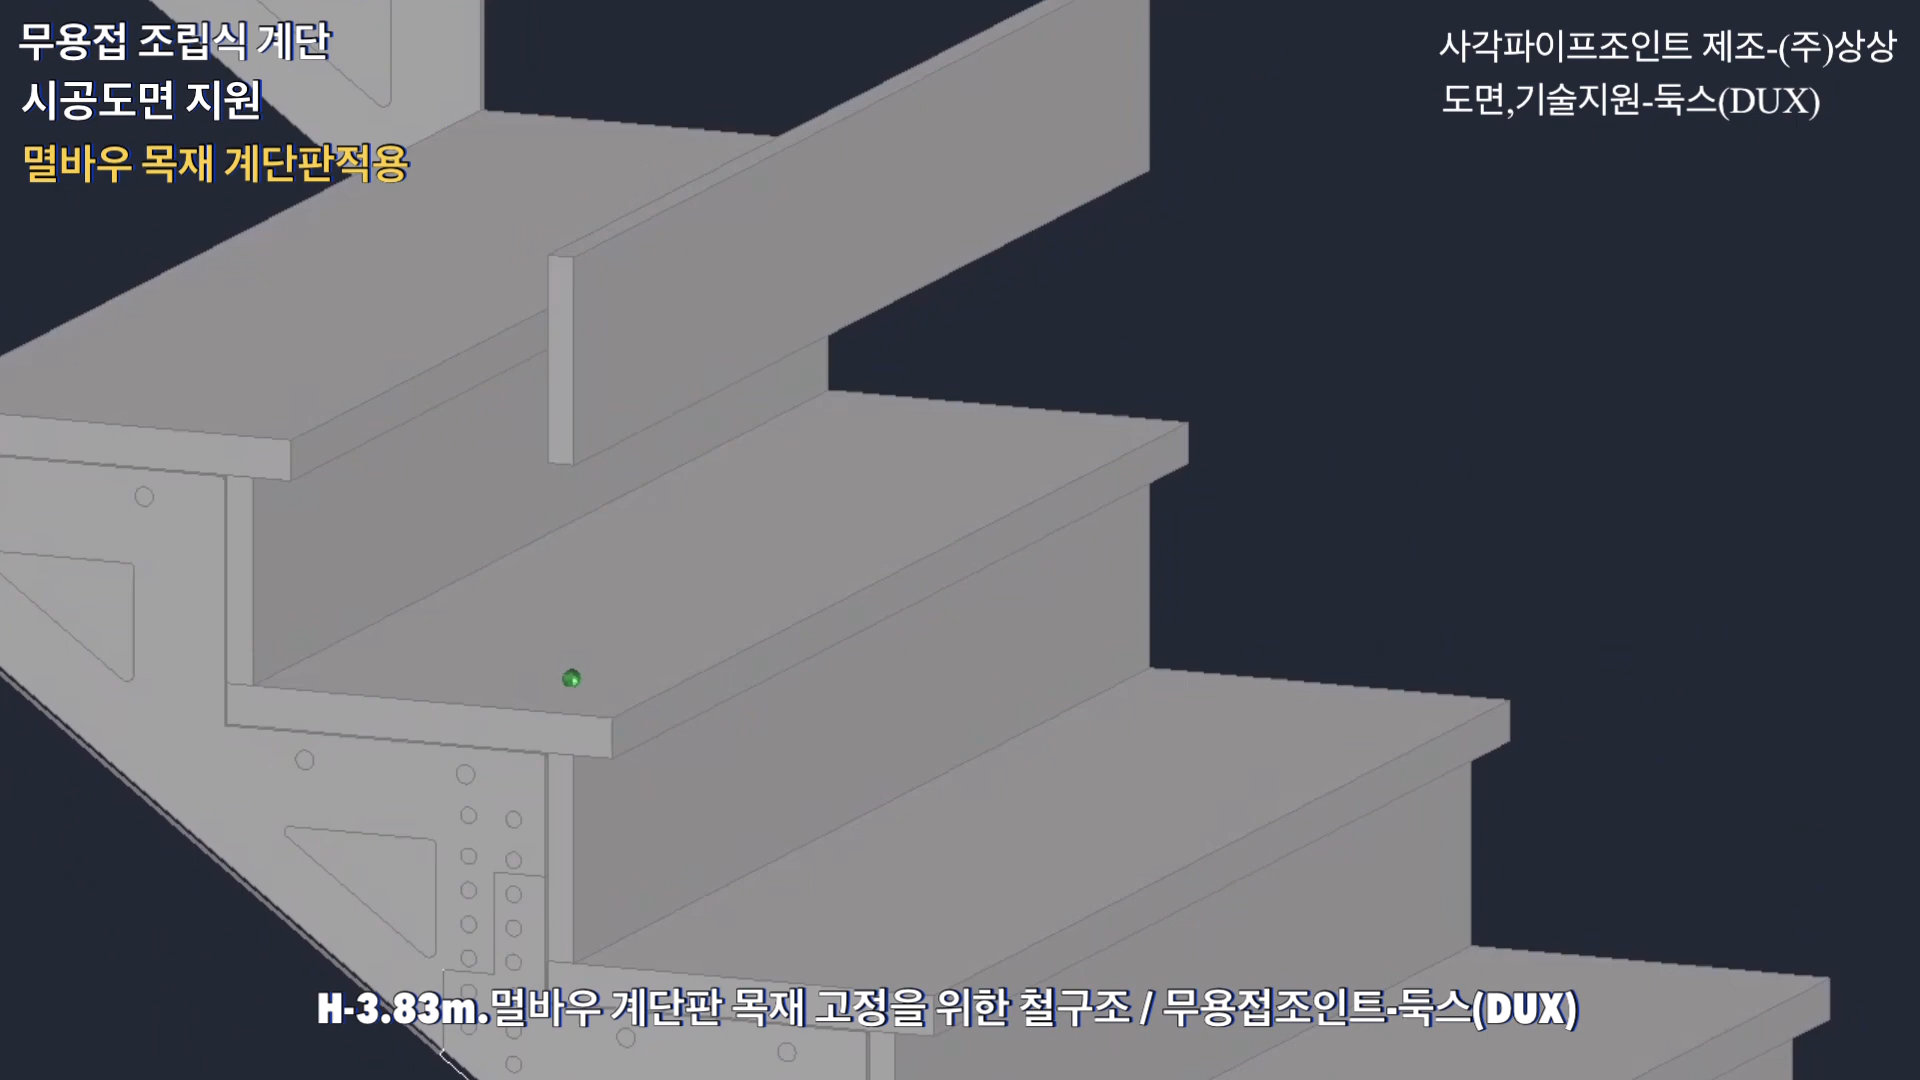 무용접 조립식 계단
시공도면 지원
멀바우 목재 계단판적용
사각파이프조인트 제조-(주)상상
도면,기술지원-둑스(DUX)
H-3.83m.멀바우 계단판 목재 고정을 위한 철구조 / 무용접조인트-둑스(DUX)